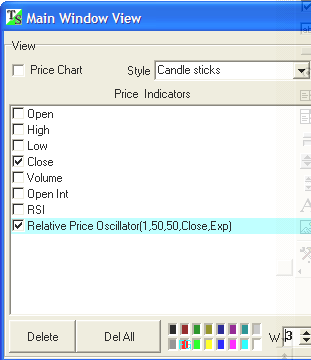 TS Main Window View
View
Price Chart Style Candle sticks
Price Indicators
Open
High
Low
Close
Volume
Open Int
RSI
Relative Price Oscillator(1,50,50,Close,Exp)
Delete Del All W 3